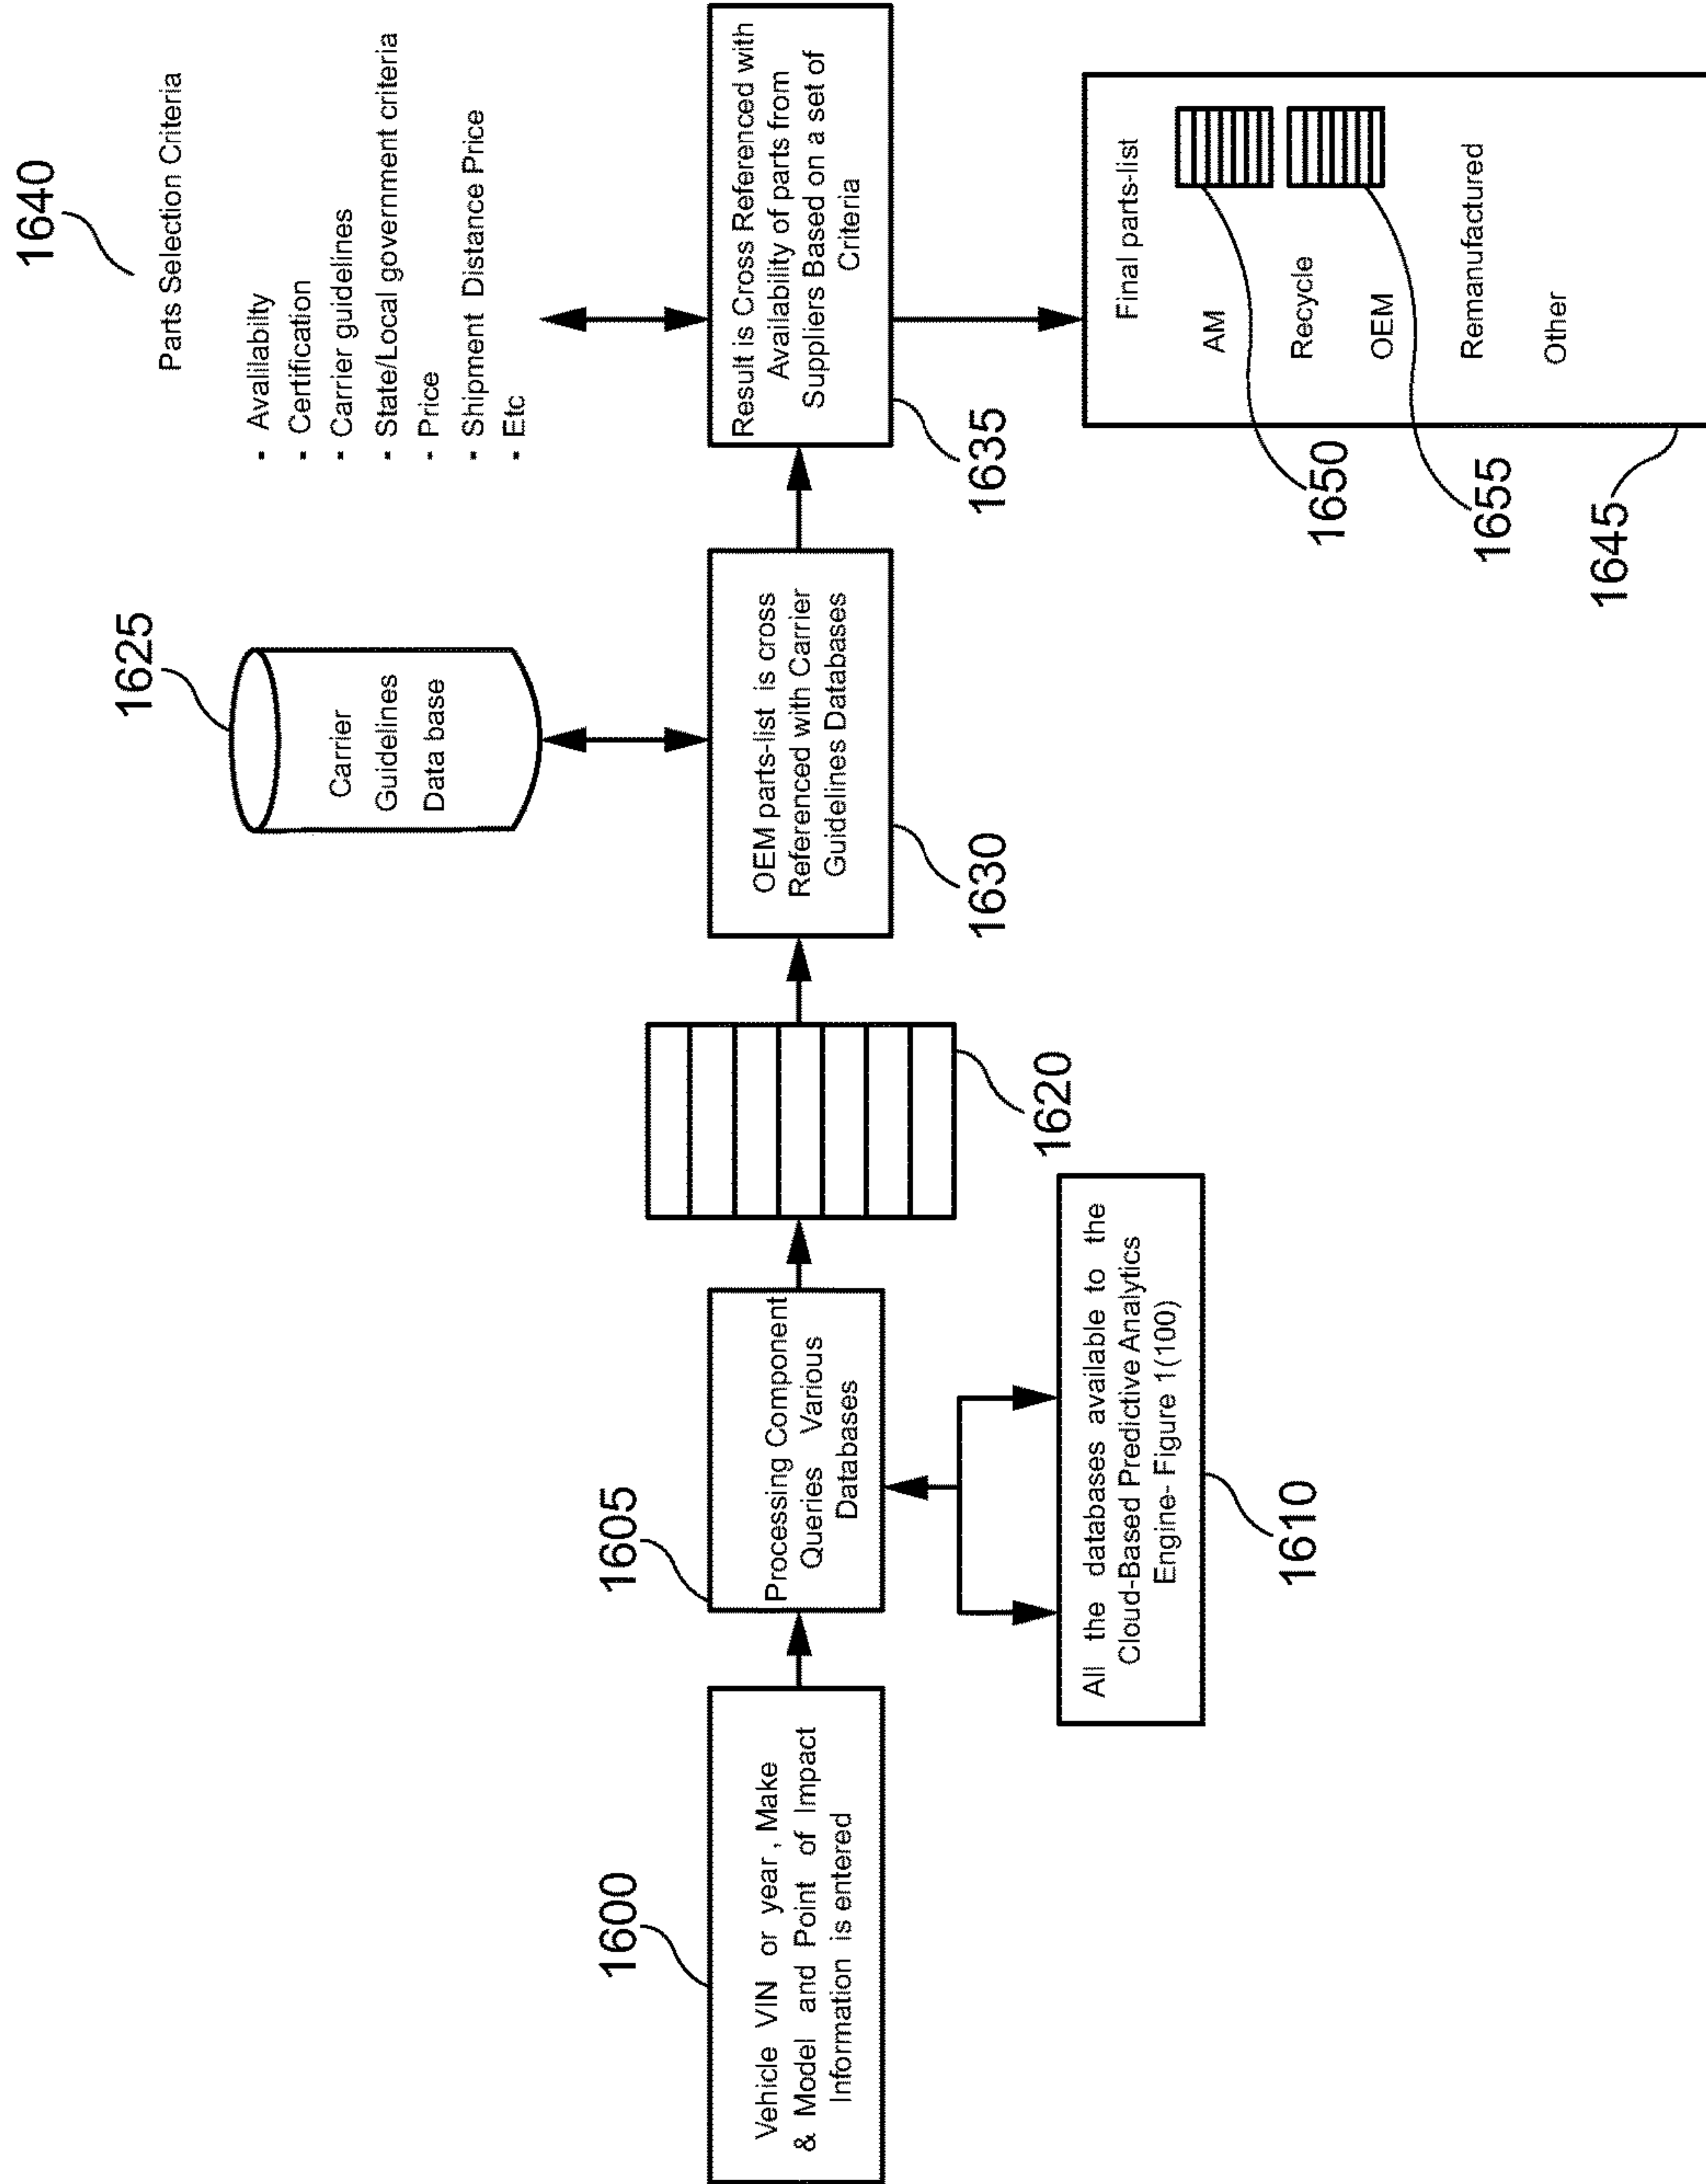 1640
Parts Selection Criteria
▪ Avalilabilty
▪ Certification
▪ Carrier guidelines
▪ State/Local government criteria
▪ Price
▪ Shipment Distance Price
▪ Etc
1625
Carrier
Guidelines
Data base
1600
Vehicle VIN or year , Make
& Model and Point of Impact
Information is entered
1605
Processing Component
Queries Various
Databases
1620
OEM parts-list is cross
Referenced with Carrier
Guidelines Databases
1630
Result is Cross Referenced with
Availability of parts from
Suppliers Based on a set of
Criteria
1635
All the databases available to the
Cloud-Based Predictive Analytics
Engine- Figure 1(100)
1610
Final parts-list
AM
Recycle
OEM
Remanufactured
Other
1650
1655
1645